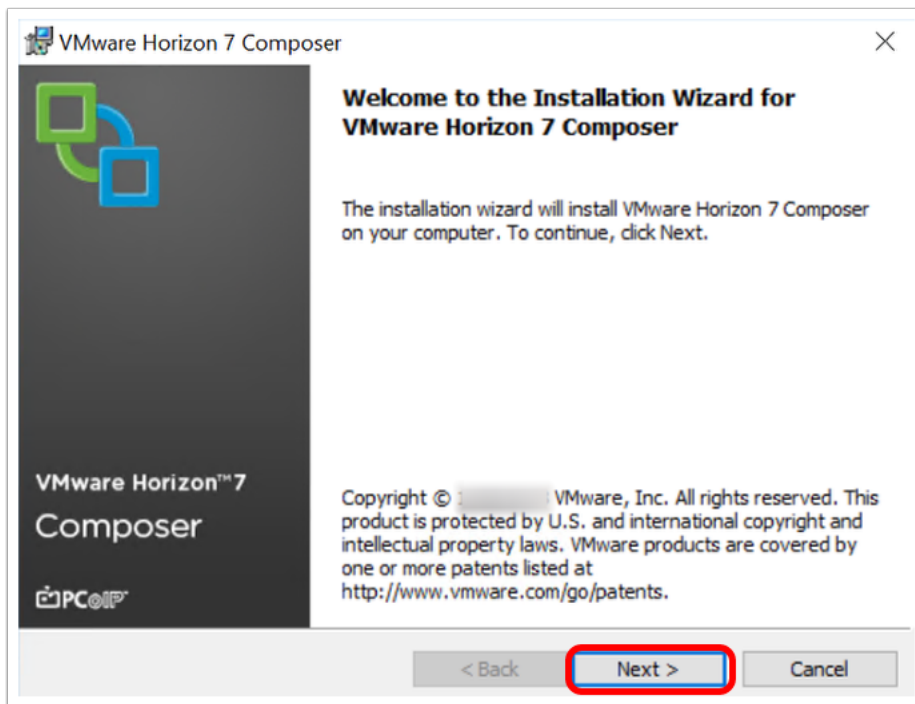 VMware Horizon 7 Composer
Welcome to the Installation Wizard for
VMware Horizon 7 Composer
The installation wizard will install VMware Horizon 7 Composer
on your computer. To continue, click Next.
VMware Horizon™7
Composer
PCoIP
Copyright © VMware, Inc. All rights reserved. This
product is protected by U.S. and international copyright and
intellectual property laws. VMware products are covered by
one or more patents listed at
http://www.vmware.com/go/patents.
< Back
Next >
Cancel